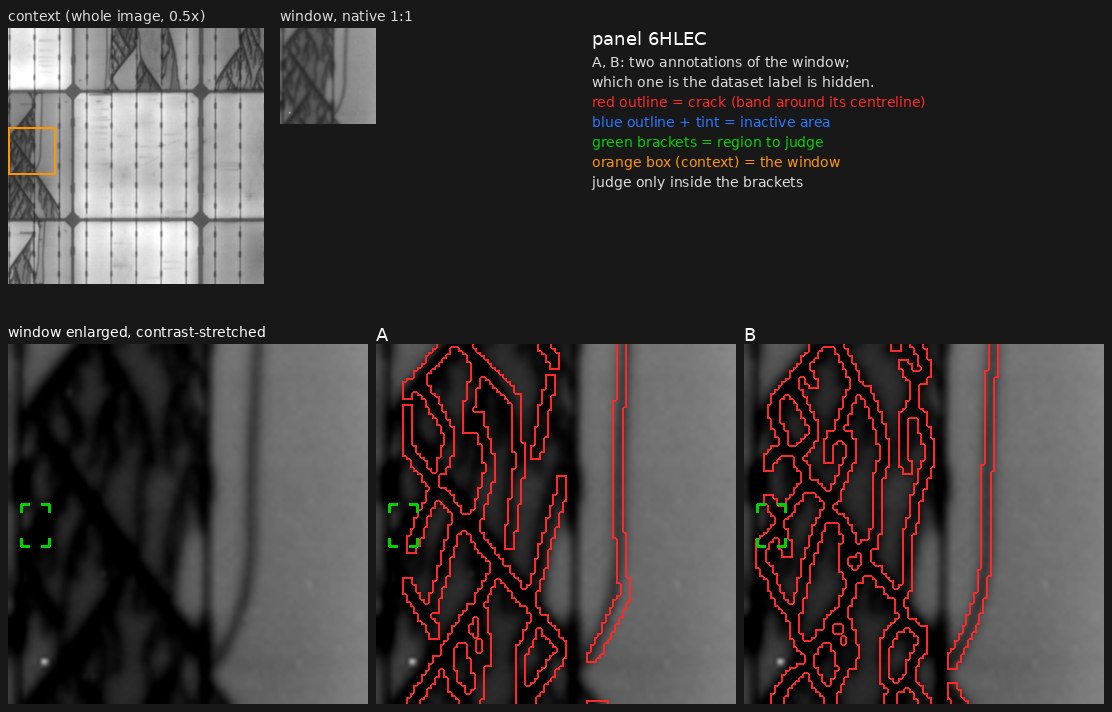 context (whole image, 0.5x)
window, native 1:1
panel 6HLEC
A, B: two annotations of the window;
which one is the dataset label is hidden.
red outline = crack (band around its centreline)
blue outline + tint = inactive area
green brackets = region to judge
orange box (context) = the window
judge only inside the brackets
window enlarged, contrast-stretched
A
B